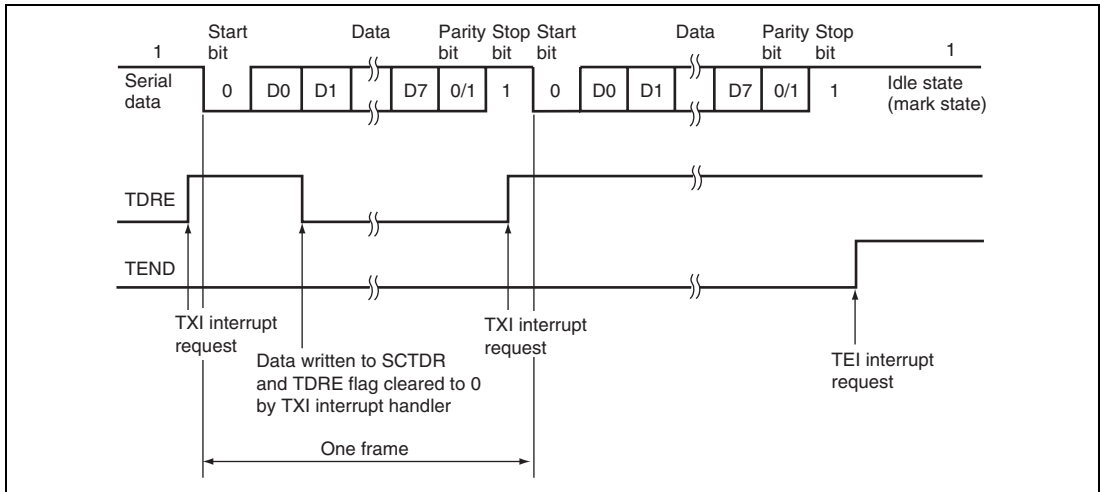 Start bit
Data
Parity bit
Stop bit
Start bit
Data
Parity bit
Stop bit
1
1
Serial data
0
D0
D1
D7
0/1
1
0
D0
D1
D7
0/1
1
Idle state
(mark state)
TDRE
TEND
TXI interrupt
request
Data written to SCTDR
and TDRE flag cleared to 0
by TXI interrupt handler
TXI interrupt
request
TEI interrupt
request
One frame